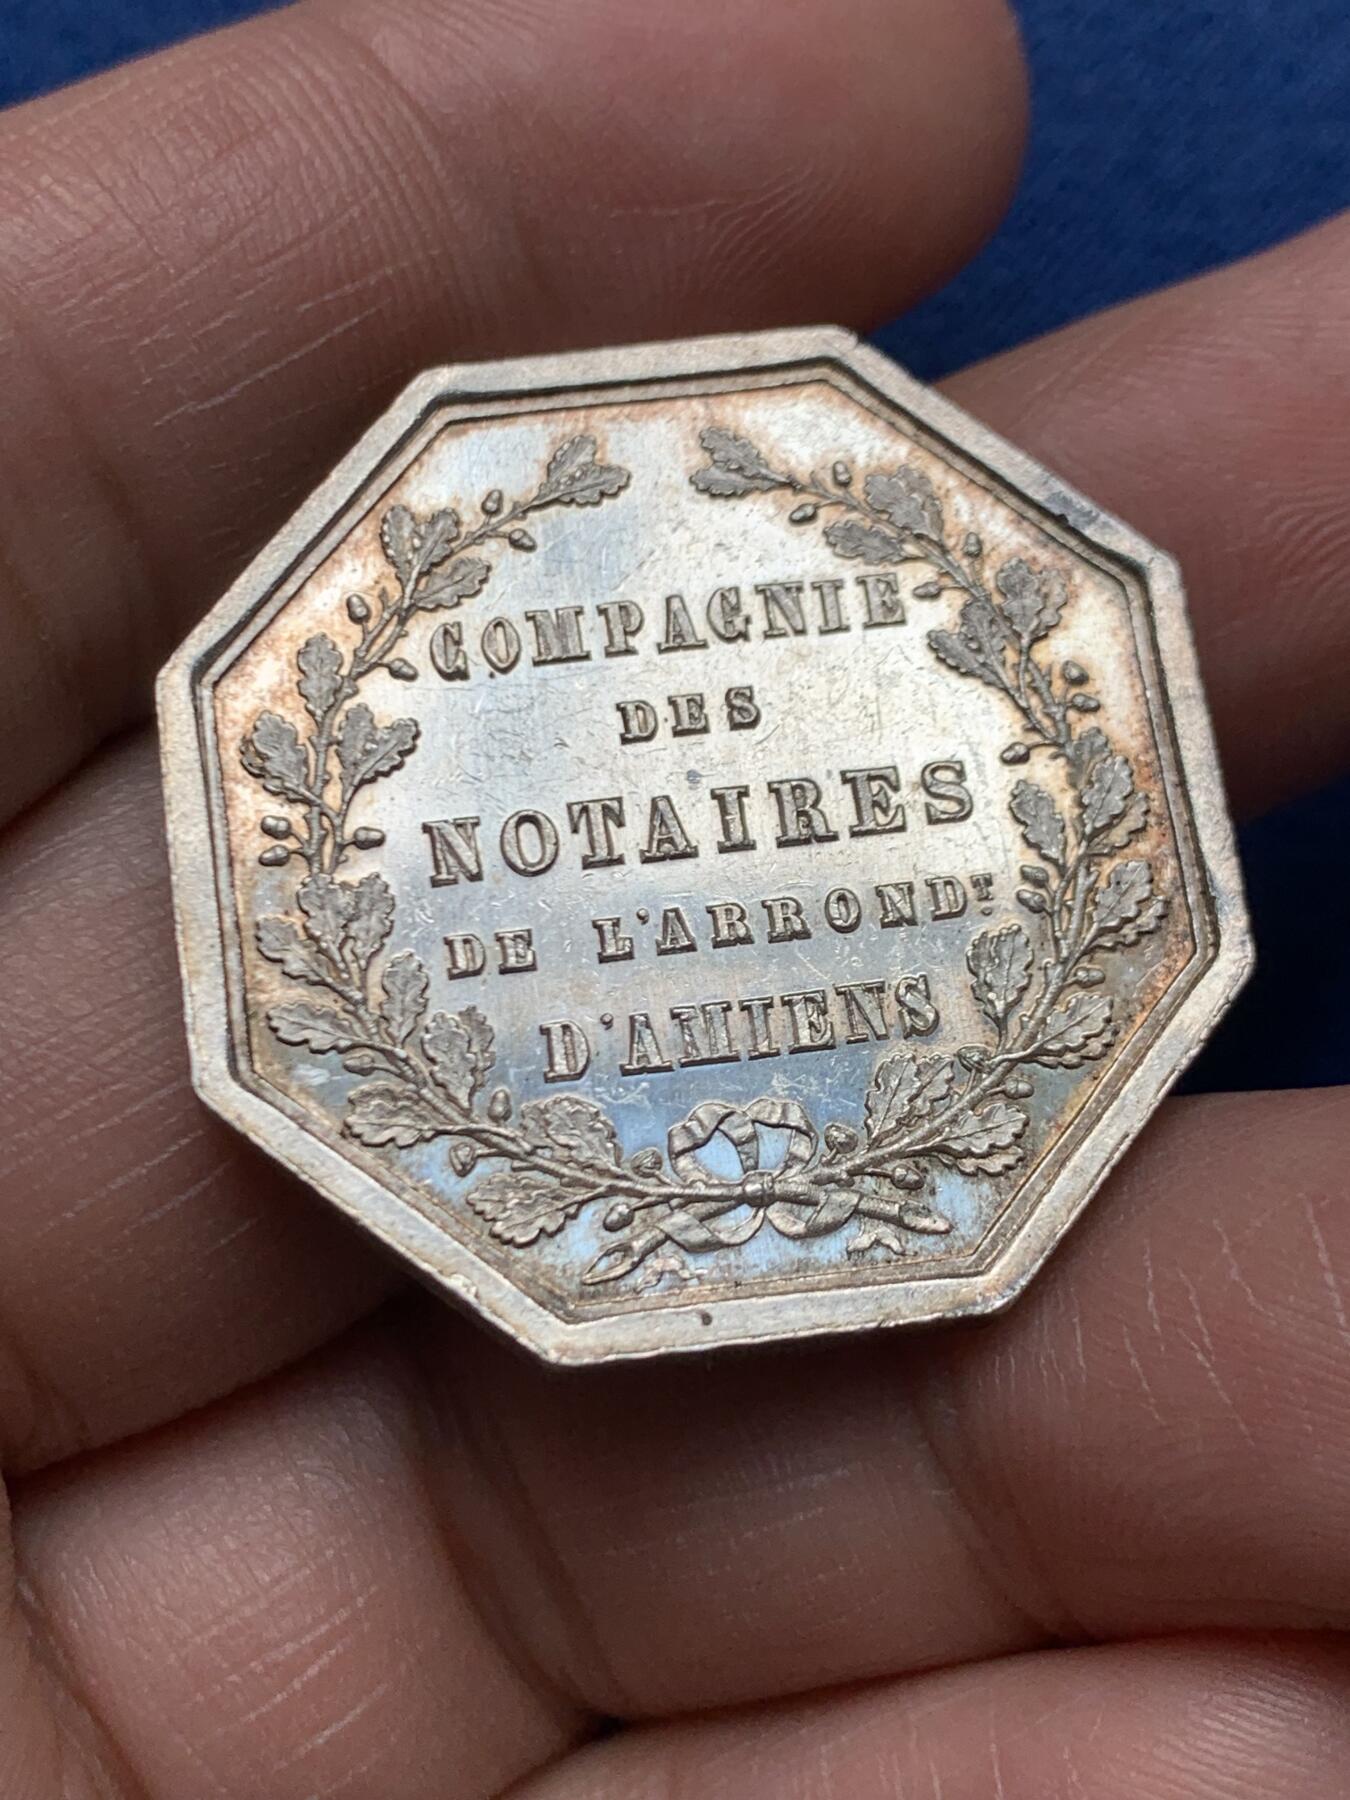 COMPAGNIE
DES
NOTAIRES
DE L'ARRONDT.
D'AMIENS